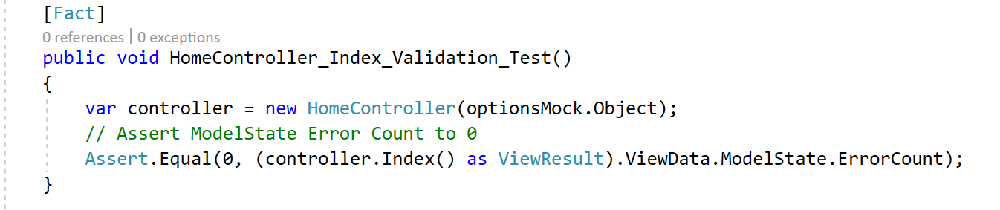 [Fact]
0 references | 0 exceptions
public void HomeController_Index_Validation_Test()
{
var controller = new HomeController(optionsMock.Object);
// Assert ModelState Error Count to 0
Assert.Equal(0, (controller.Index() as ViewResult).ViewData.ModelState.ErrorCount);
}